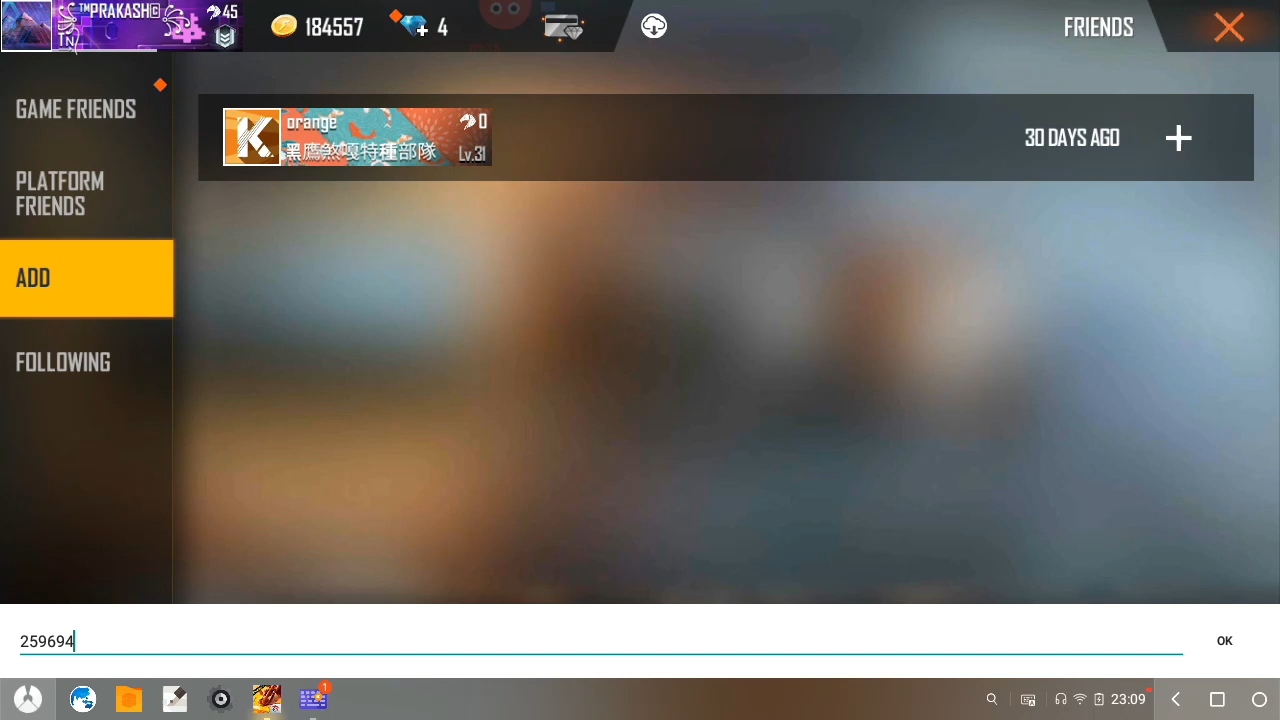 ™PRAKASH©
45
184557
4
FRIENDS
GAME FRIENDS
orange
0
30 DAYS AGO
黑鷹煞嘎特種部隊
Lv.31
PLATFORM
FRIENDS
ADD
FOLLOWING
259694
OK
1
23:09